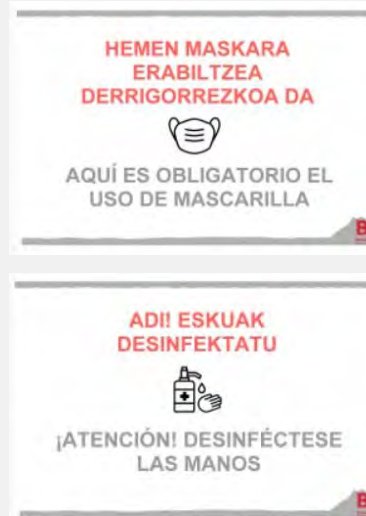 HEMEN MASKARA
ERABILTZEA
DERRIGORREZKOA DA
AQUÍ ES OBLIGATORIO EL
USO DE MASCARILLA
B
ADI! ESKUAK
DESINFEKTATU
¡ATENCIÓN! DESINFÉCTESE
LAS MANOS
B